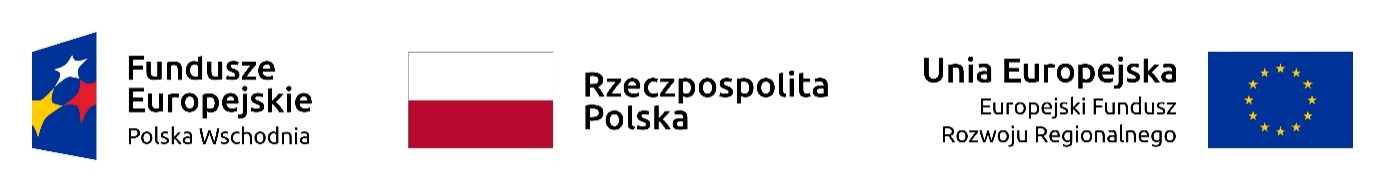 Fundusze
Europejskie
Polska Wschodnia
Rzeczpospolita
Polska
Unia Europejska
Europejski Fundusz
Rozwoju Regionalnego